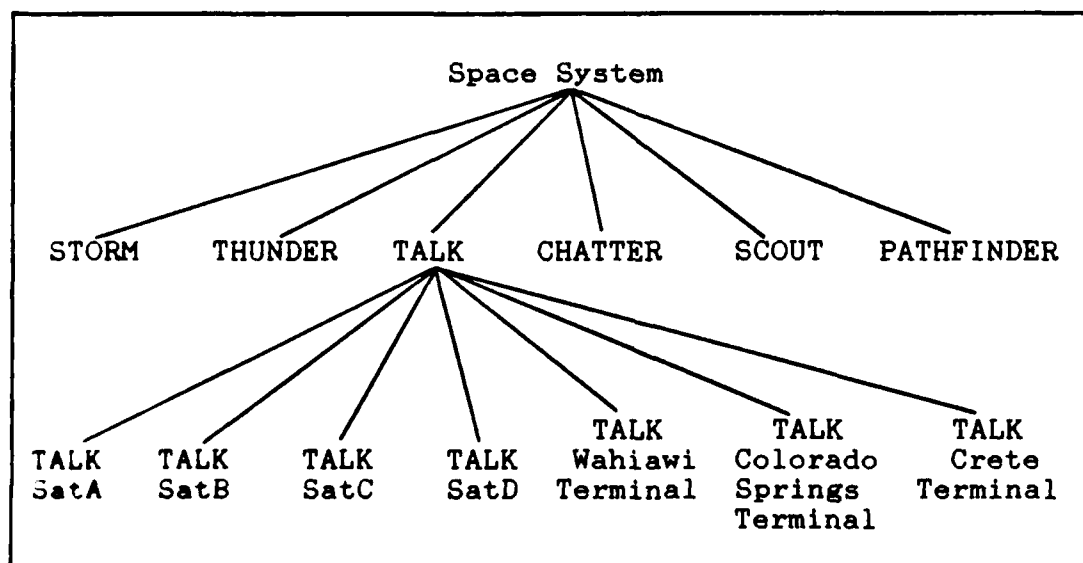 Space System
STORM THUNDER TALK CHATTER SCOUT PATHFINDER
TALK SatA
TALK SatB
TALK SatC
TALK SatD
TALK Wahiawi Terminal
TALK Colorado Springs Terminal
TALK Crete Terminal